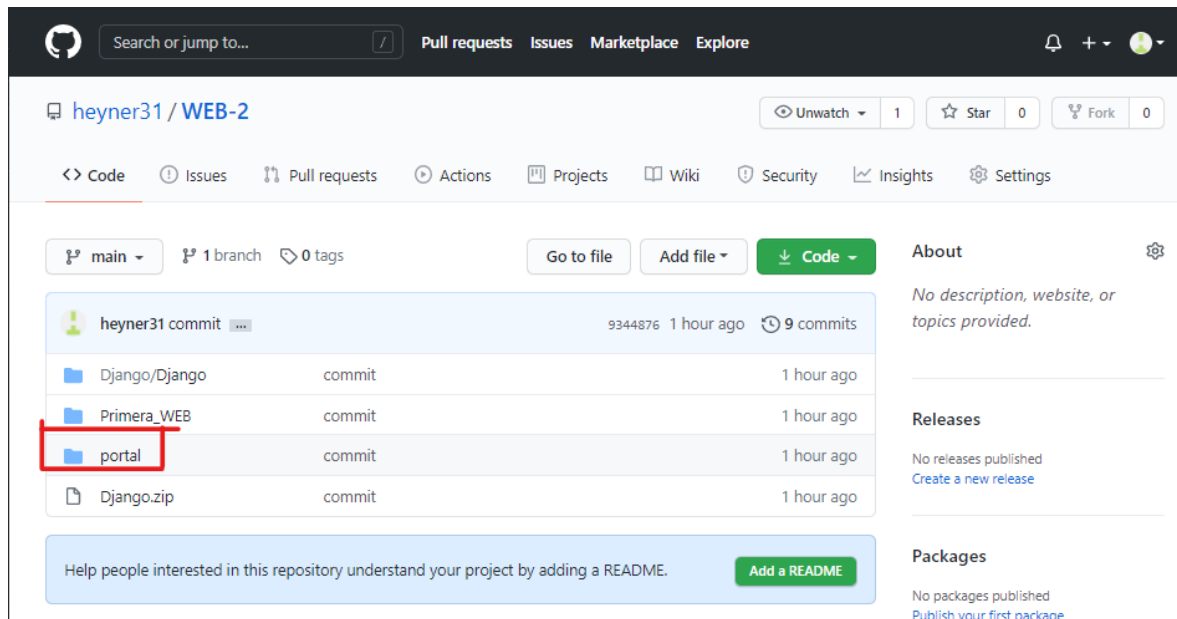 Search or jump to... / Pull requests Issues Marketplace Explore
heyner31 / WEB-2 Unwatch 1 Star 0 Fork 0
Code Issues Pull requests Actions Projects Wiki Security Insights Settings
main 1 branch 0 tags Go to file Add file Code
heyner31 commit ... 9344876 1 hour ago 9 commits
Django/Django commit 1 hour ago
Primera_WEB commit 1 hour ago
portal commit 1 hour ago
Django.zip commit 1 hour ago
Help people interested in this repository understand your project by adding a README. Add a README
About
No description, website, or
topics provided.
Releases
No releases published
Create a new release
Packages
No packages published
Publish your first package